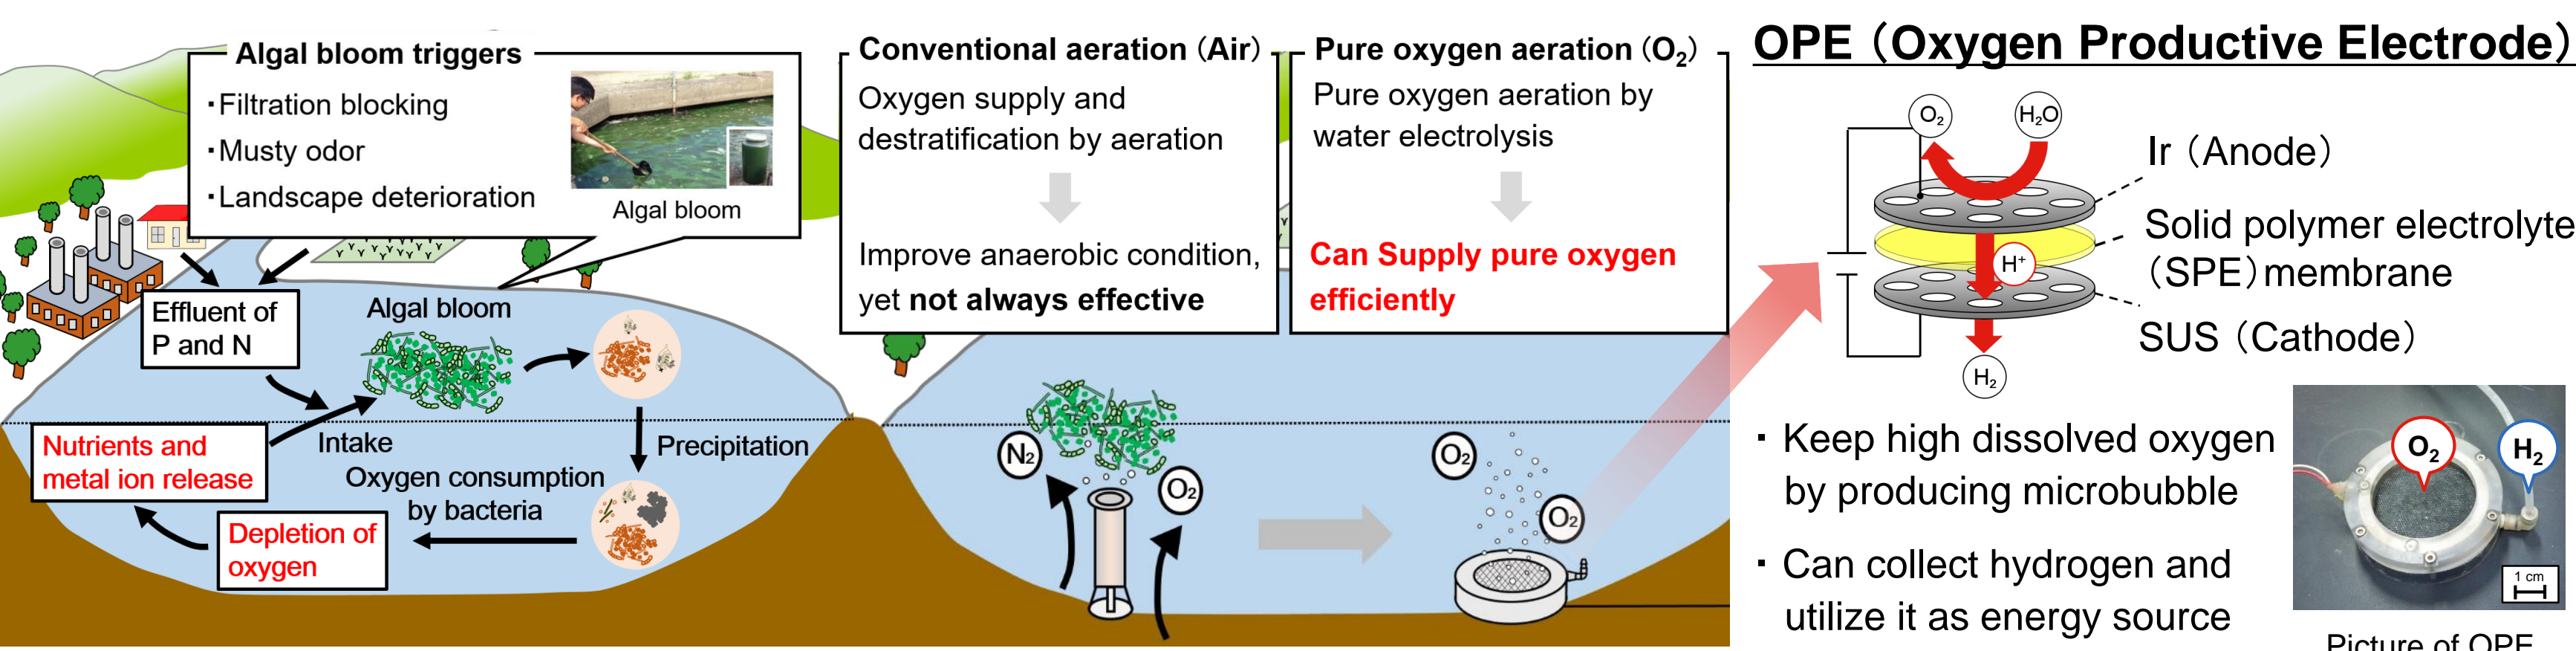 Algal bloom triggers
・Filtration blocking
・Musty odor
・Landscape deterioration
Algal bloom
Effluent of
P and N
Algal bloom
Nutrients and
metal ion release
Intake
Precipitation
Oxygen consumption
by bacteria
Depletion of
oxygen
Conventional aeration (Air)
Oxygen supply and
destratification by aeration
Improve anaerobic condition,
yet not always effective
Pure oxygen aeration (O₂)
Pure oxygen aeration by
water electrolysis
Can Supply pure oxygen
efficiently
N₂
O₂
O₂
O₂
OPE (Oxygen Productive Electrode)
O₂
H₂O
Ir (Anode)
Solid polymer electrolyte
(SPE) membrane
H⁺
SUS (Cathode)
H₂
・Keep high dissolved oxygen
by producing microbubble
・Can collect hydrogen and
utilize it as energy source
O₂
H₂
1 cm
Picture of OPE